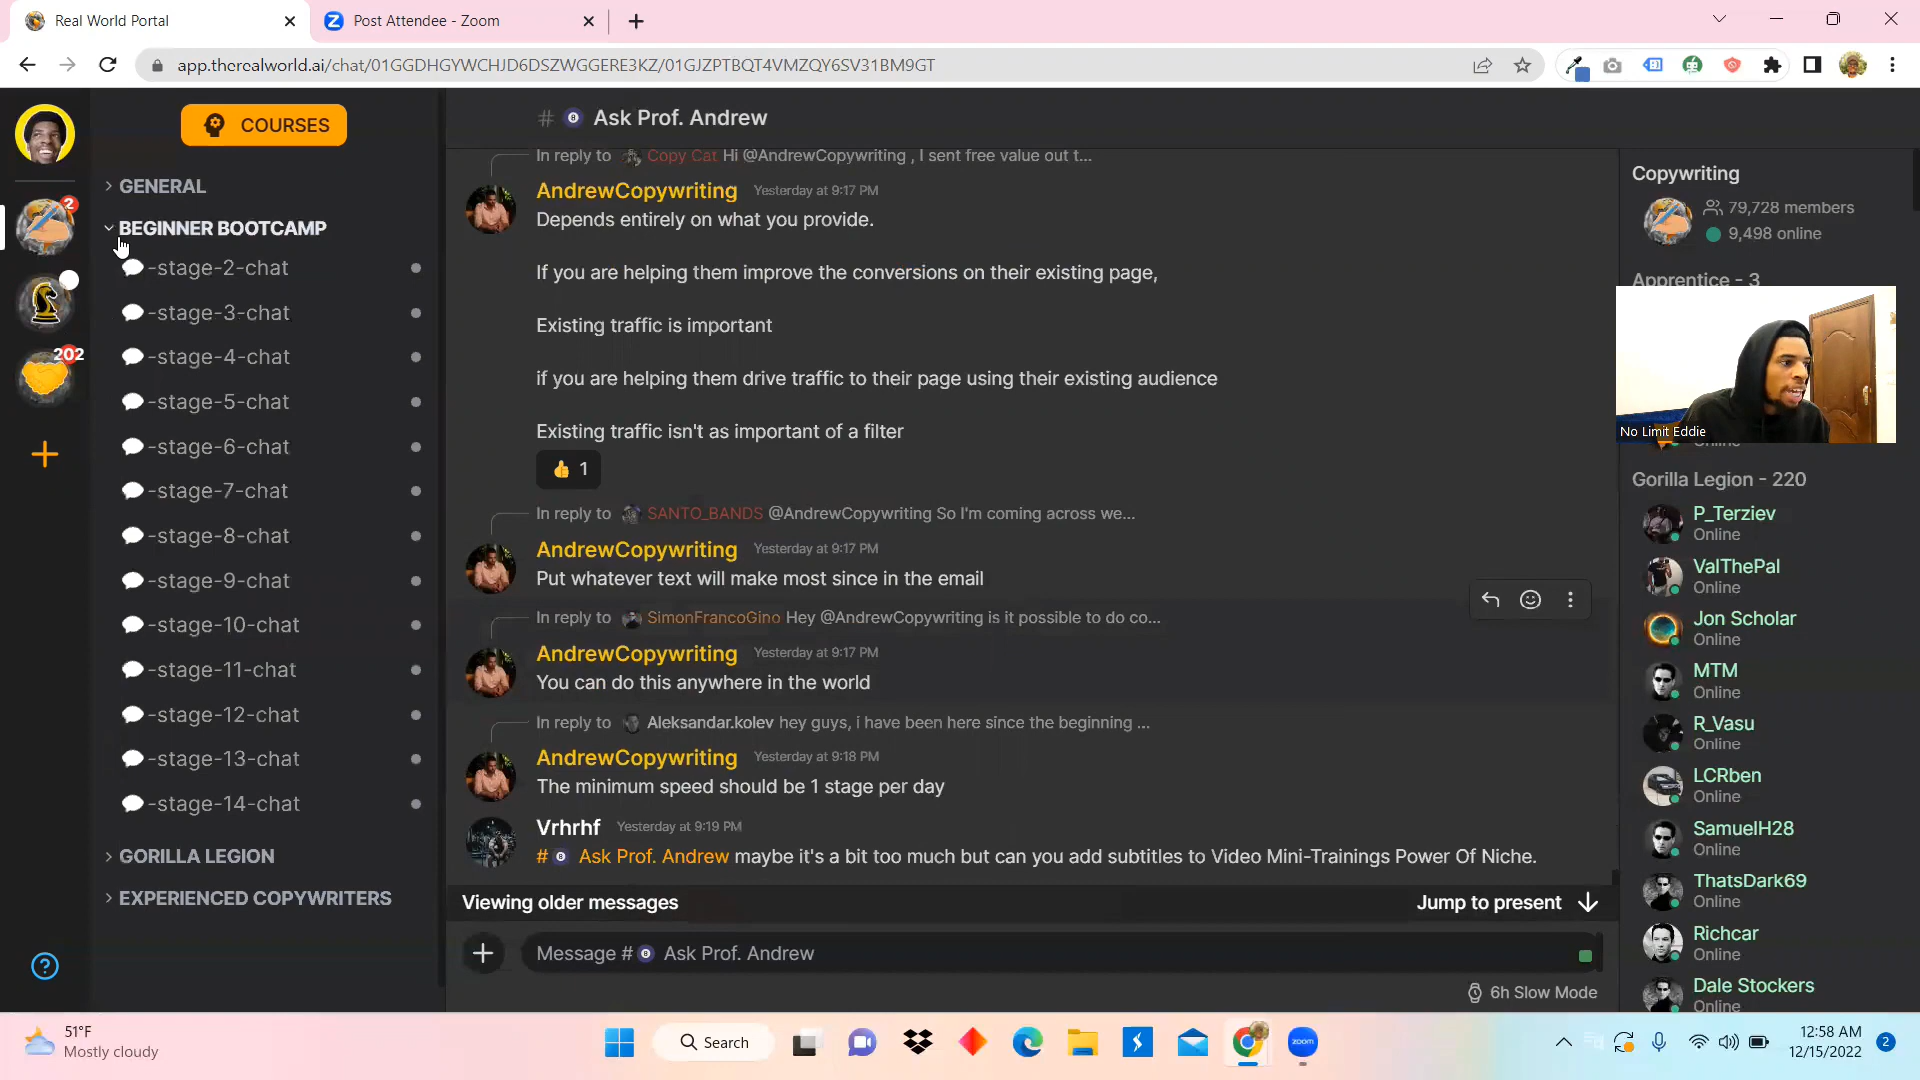 Real World Portal
Post Attendee - Zoom
app.therealworld.ai/chat/01GGDHGYWCHJD6DSZWGGERE3KZ/01GJZPTBQT4VMZQY6SV31BM9GT
COURSES
GENERAL
BEGINNER BOOTCAMP
-stage-2-chat
-stage-3-chat
-stage-4-chat
-stage-5-chat
-stage-6-chat
-stage-7-chat
-stage-8-chat
-stage-9-chat
-stage-10-chat
-stage-11-chat
-stage-12-chat
-stage-13-chat
-stage-14-chat
GORILLA LEGION
EXPERIENCED COPYWRITERS
2
202
# Ask Prof. Andrew
In reply to Copy Cat Hi @AndrewCopywriting , I sent free value out t...
AndrewCopywriting Yesterday at 9:17 PM
Depends entirely on what you provide.
If you are helping them improve the conversions on their existing page,
Existing traffic is important
if you are helping them drive traffic to their page using their existing audience
Existing traffic isn't as important of a filter
👍 1
In reply to SANTO_BANDS @AndrewCopywriting So I'm coming across we...
AndrewCopywriting Yesterday at 9:17 PM
Put whatever text will make most since in the email
In reply to SimonFrancoGino Hey @AndrewCopywriting is it possible to do co...
AndrewCopywriting Yesterday at 9:17 PM
You can do this anywhere in the world
In reply to Aleksandar.kolev hey guys, i have been here since the beginning ...
AndrewCopywriting Yesterday at 9:18 PM
The minimum speed should be 1 stage per day
Vrhrhf Yesterday at 9:19 PM
# Ask Prof. Andrew maybe it's a bit too much but can you add subtitles to Video Mini-Trainings Power Of Niche.
Viewing older messages
Jump to present
Message # Ask Prof. Andrew
6h Slow Mode
Copywriting
79,728 members
9,498 online
Apprentice - 3
No Limit Eddie
Online
Gorilla Legion - 220
P_Terziev
Online
ValThePal
Online
Jon Scholar
Online
MTM
Online
R_Vasu
Online
LCRben
Online
SamuelH28
Online
ThatsDark69
Online
Richcar
Online
Dale Stockers
Online
51°F
Mostly cloudy
Search
zoom
12:58 AM
12/15/2022
2